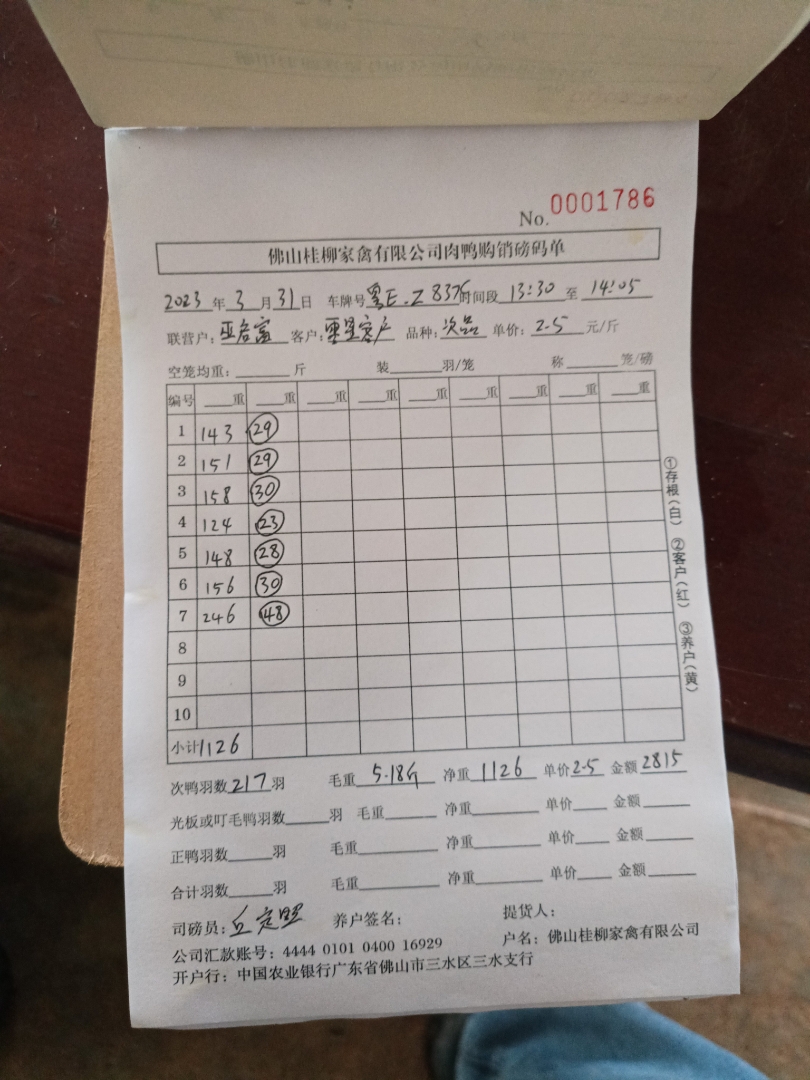 No. 0001786
佛山桂柳家禽有限公司肉鸭购销磅码单
2023 年 3 月 31 日 车牌号 E.Z 837 时间段 13:30 至 14:05
联营户: 客户: 客户 品种: 次品 单价: 2.5 元/斤
空笼均重: 斤 装 羽/笼 称 笼/磅
编号 重 重 重 重 重 重 重 重 重
1 143 29
2 151 29
3 158 30
4 124 23
5 148 28
6 156 30
7 246 48
8
9
10
小计 1126
次鸭羽数 217 羽 毛重 5.18斤 净重 1126 单价 2.5 金额 2815
光板或叮毛鸭羽数 羽 毛重 净重 单价 金额
正鸭羽数 羽 毛重 净重 单价 金额
合计羽数 羽 毛重 净重 单价 金额
司磅员: 丘定照 养户签名: 提货人:
公司汇款账号: 4444 0101 0400 16929 户名: 佛山桂柳家禽有限公司
开户行: 中国农业银行广东省佛山市三水区三水支行
①存根(白) ②客户(红) ③养户(黄)